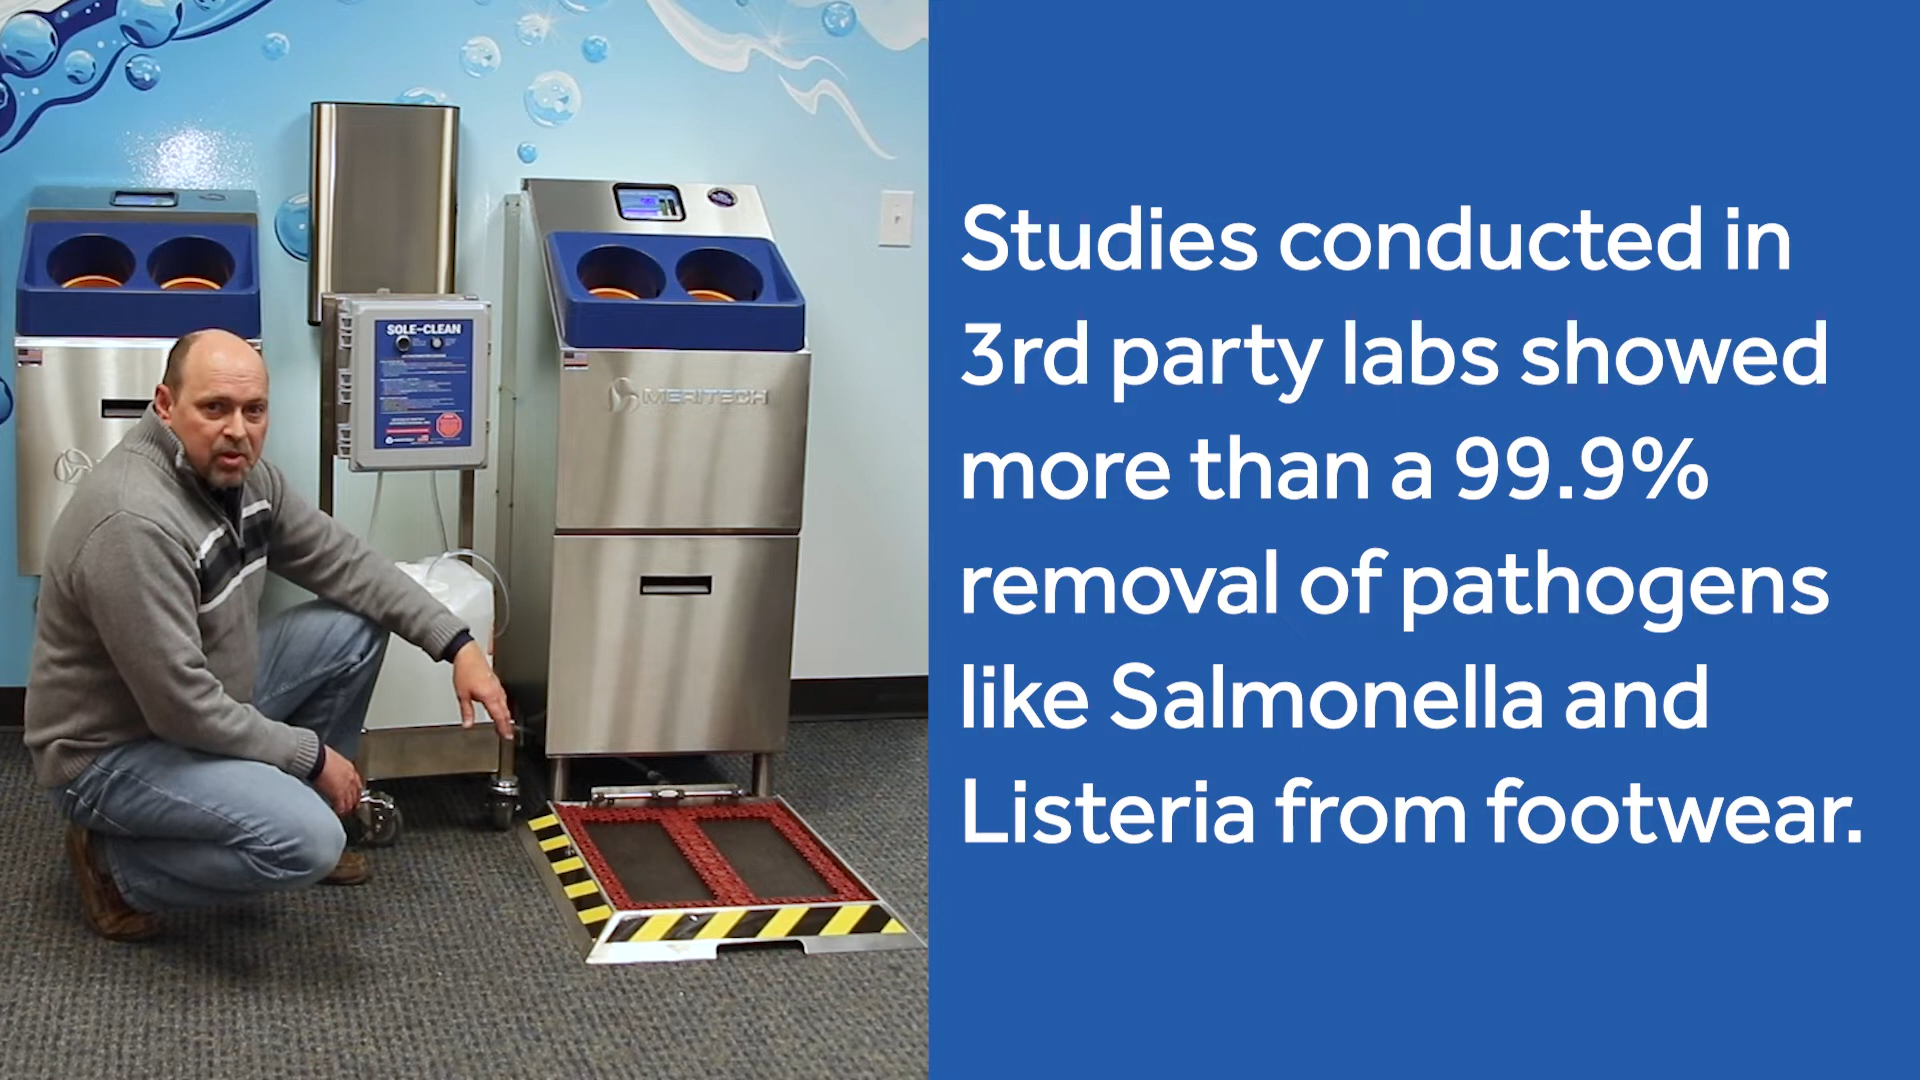 Studies conducted in
3rd party labs showed
more than a 99.9%
removal of pathogens
like Salmonella and
Listeria from footwear.
SOLE-CLEAN
MERITECH
MERITECH